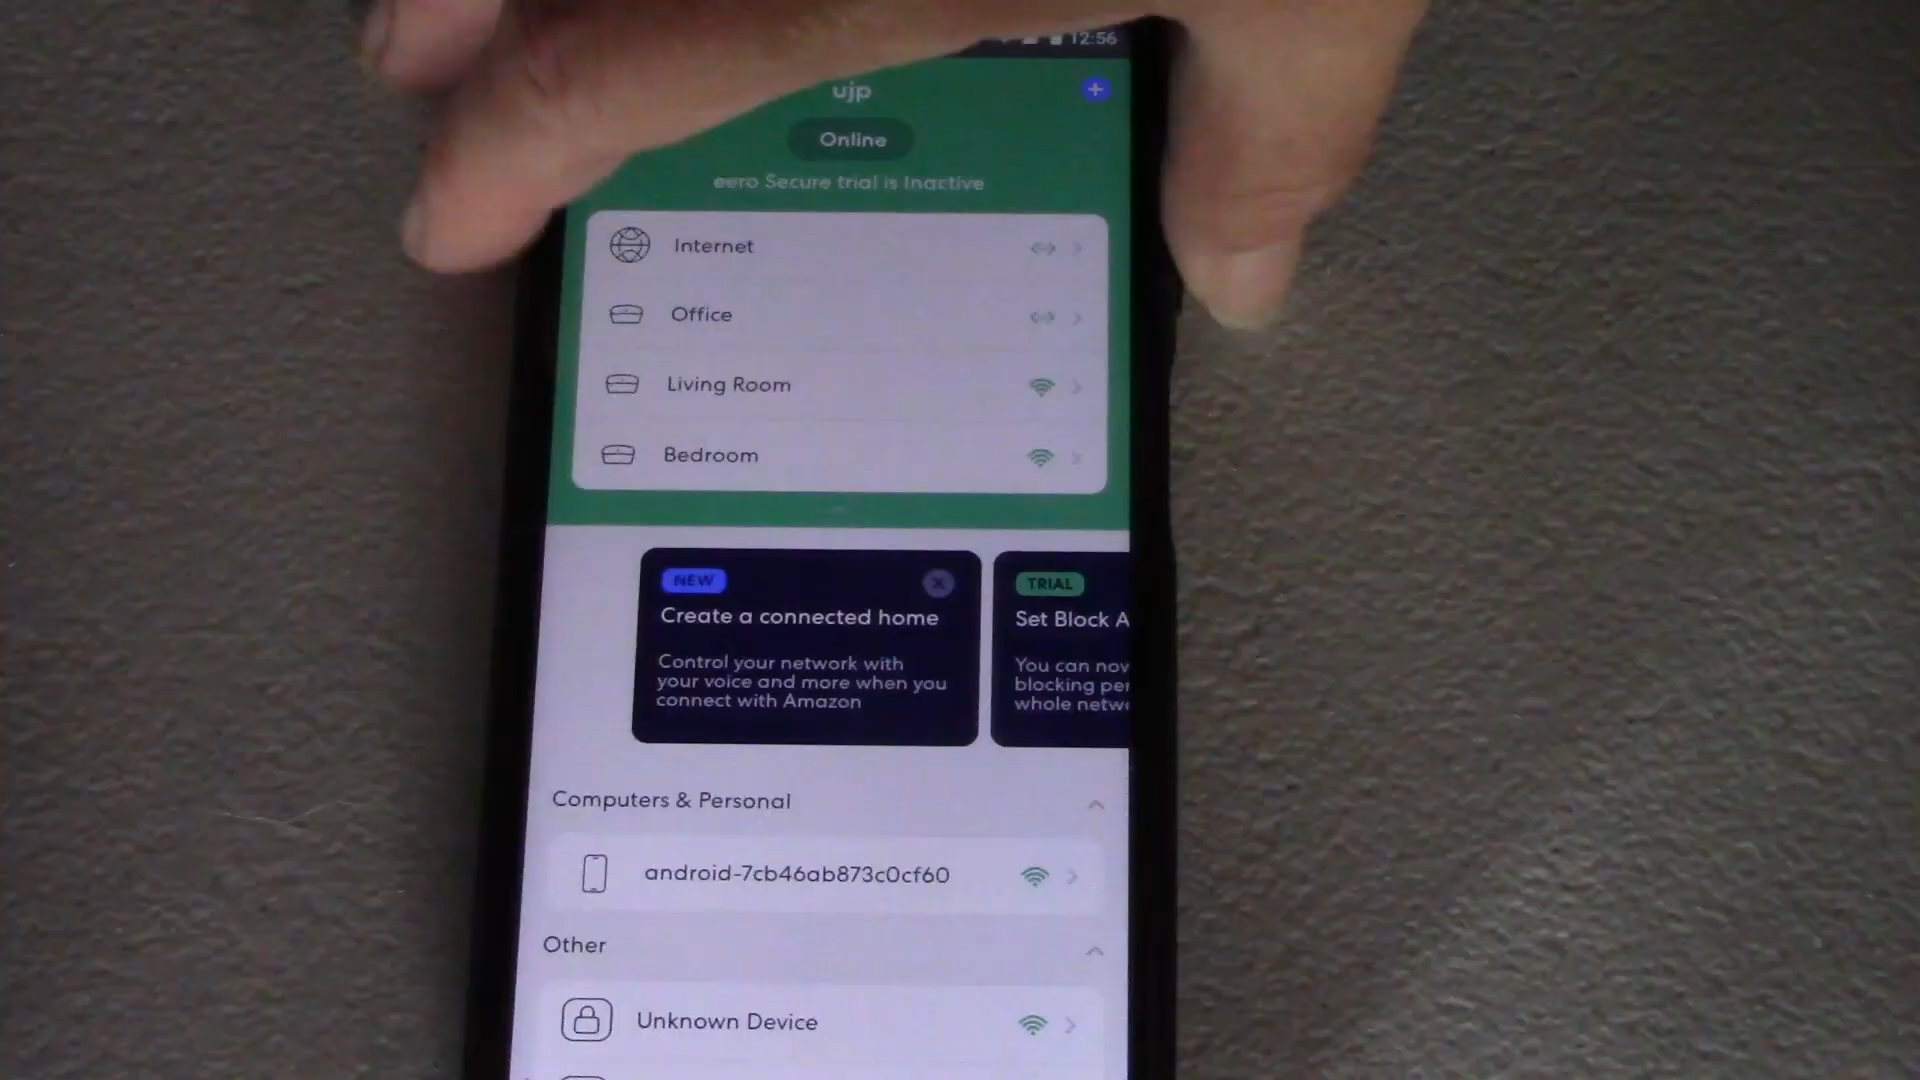 12:56
ujp
+
Online
eero Secure trial is Inactive
Internet
Office
Living Room
Bedroom
NEW
Create a connected home
Control your network with
your voice and more when you
connect with Amazon
TRIAL
Set Block A
You can now
blocking per
whole netw
Computers & Personal
android-7cb46ab873c0cf60
Other
Unknown Device